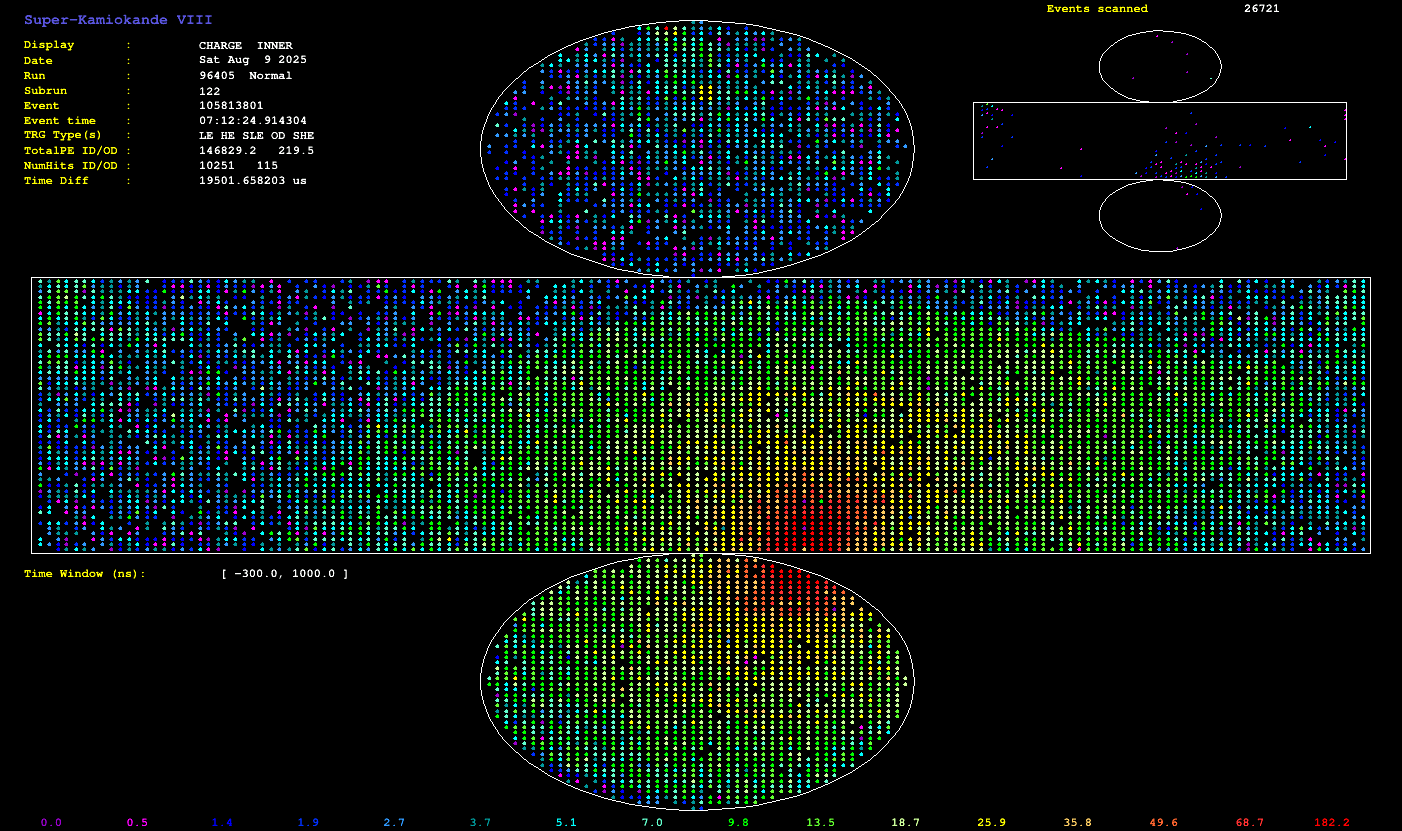 Super-Kamiokande VIII
Events scanned 26721
Display : CHARGE INNER
Date : Sat Aug 9 2025
Run : 96405 Normal
Subrun : 122
Event : 105813801
Event time : 07:12:24.914304
TRG Type(s) : LE HE SLE OD SHE
TotalPE ID/OD : 146829.2 219.5
NumHits ID/OD : 10251 115
Time Diff : 19501.658203 us
Time Window (ns): [ -300.0, 1000.0 ]
0.0 0.5 1.4 1.9 2.7 3.7 5.1 7.0 9.8 13.5 18.7 25.9 35.8 49.6 68.7 182.2